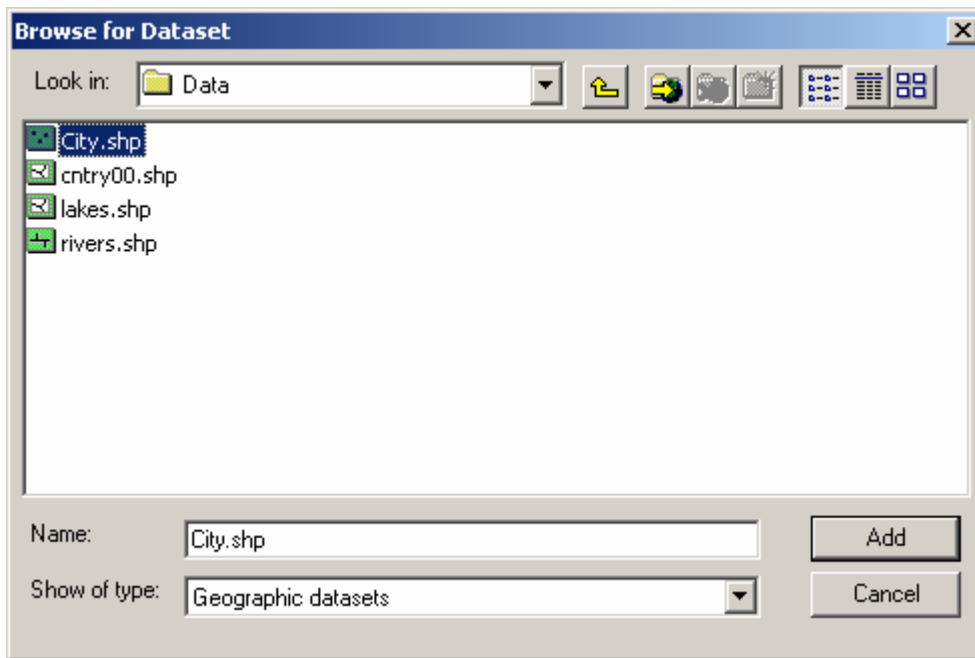 Browse for Dataset
Look in: Data
City.shp
cntry00.shp
lakes.shp
rivers.shp
Name: City.shp Add
Show of type: Geographic datasets Cancel